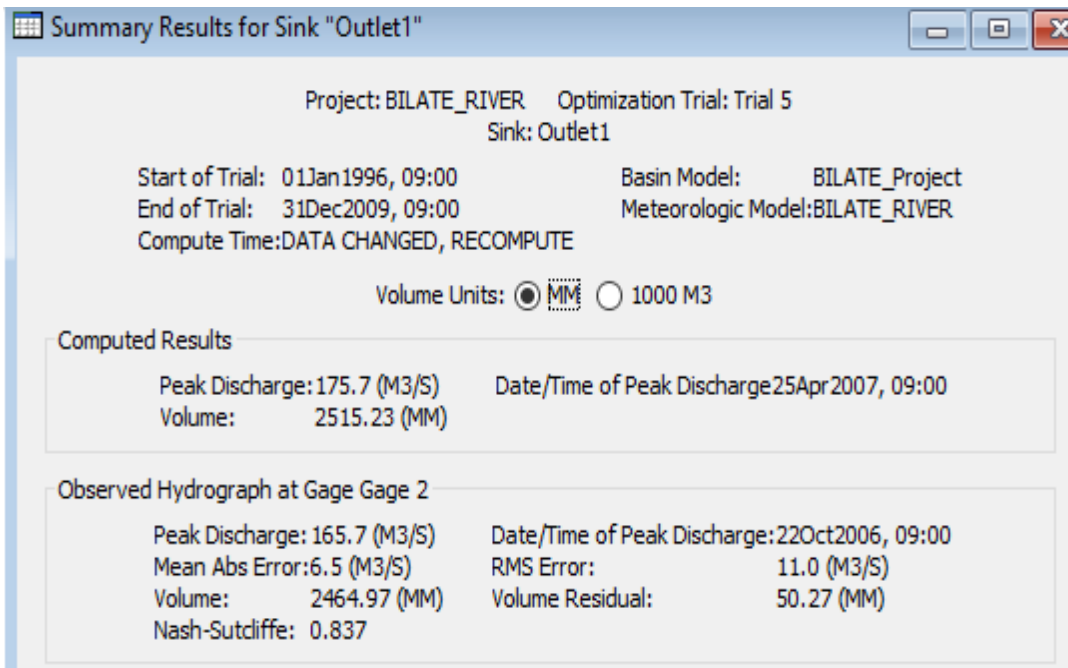 Summary Results for Sink "Outlet1"
Project: BILATE_RIVER Optimization Trial: Trial 5
Sink: Outlet1
Start of Trial: 01Jan1996, 09:00 Basin Model: BILATE_Project
End of Trial: 31Dec2009, 09:00 Meteorologic Model:BILATE_RIVER
Compute Time:DATA CHANGED, RECOMPUTE
Volume Units: MM 1000 M3
Computed Results
Peak Discharge:175.7 (M3/S) Date/Time of Peak Discharge25Apr2007, 09:00
Volume: 2515.23 (MM)
Observed Hydrograph at Gage Gage 2
Peak Discharge:165.7 (M3/S) Date/Time of Peak Discharge:22Oct2006, 09:00
Mean Abs Error:6.5 (M3/S) RMS Error: 11.0 (M3/S)
Volume: 2464.97 (MM) Volume Residual: 50.27 (MM)
Nash-Sutcliffe: 0.837